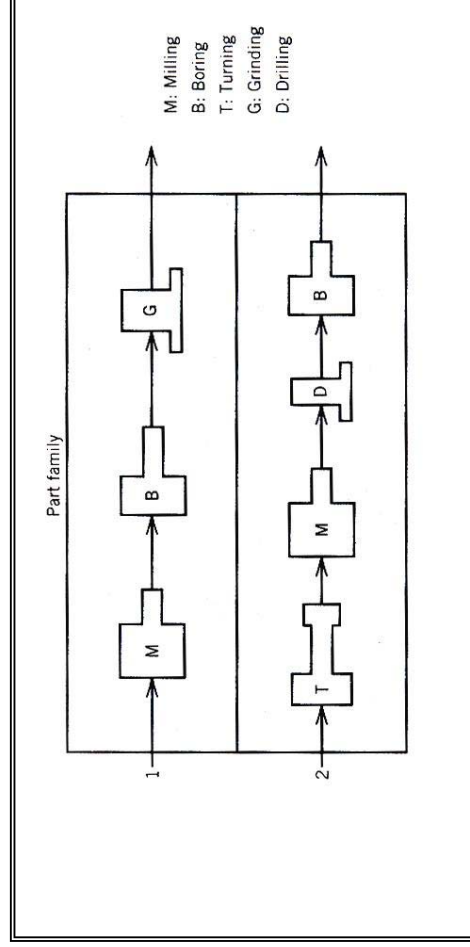 Part family
1
M
B
G
2
T
M
D
B
M: Milling
B: Boring
T: Turning
G: Grinding
D: Drilling